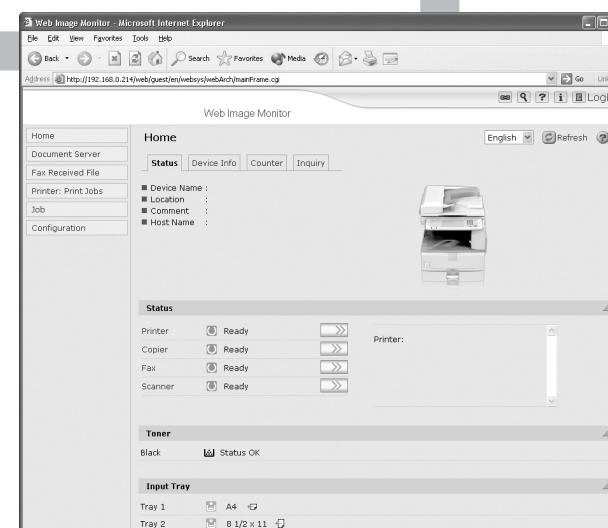 Web Image Monitor - Microsoft Internet Explorer
File Edit View Favorites Tools Help
Back Search Favorites Media
Address http://192.168.0.214/web/guest/en/websys/webArch/mainFrame.cgi Go
Web Image Monitor
Home
Document Server
Fax Received File
Printer: Print Jobs
Job
Configuration
Home English Refresh
Status Device Info Counter Inquiry
Device Name :
Location :
Comment :
Host Name :
Status
Printer Ready
Copier Ready
Fax Ready
Scanner Ready
Printer:
Toner
Black Status OK
Input Tray
Tray 1 A4
Tray 2 8 1/2 x 11